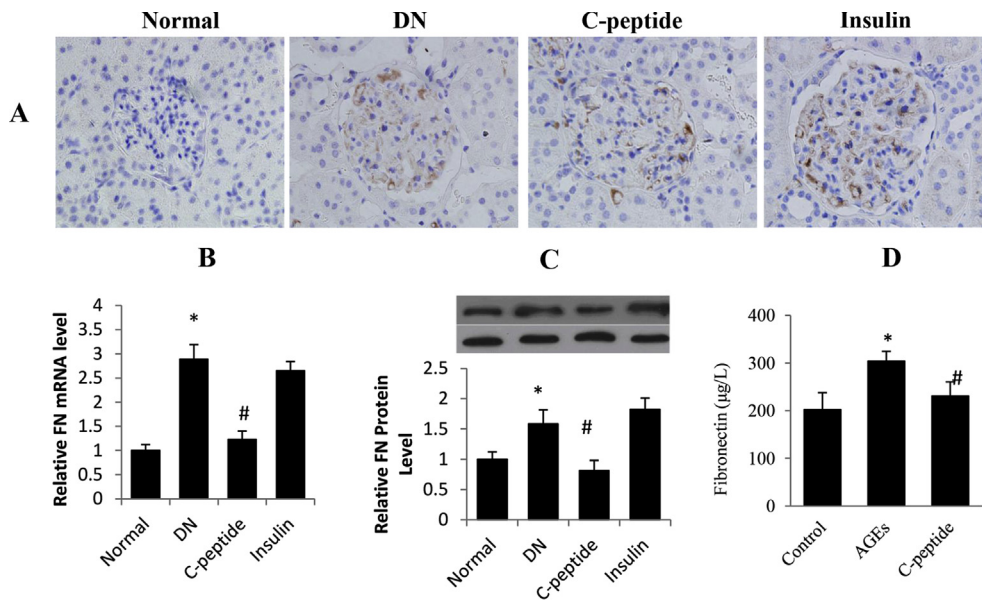 Normal DN C-peptide Insulin
A
B
Relative FN mRNA level
4
3.5
3
2.5
2
1.5
1
0.5
0
*
#
Normal DN C-peptide Insulin
C
Relative FN Protein
Level
2.5
2
1.5
1
0.5
0
*
#
Normal DN C-peptide Insulin
D
Fibronectin (µg/L)
400
300
200
100
0
*
#
Control AGEs C-peptide